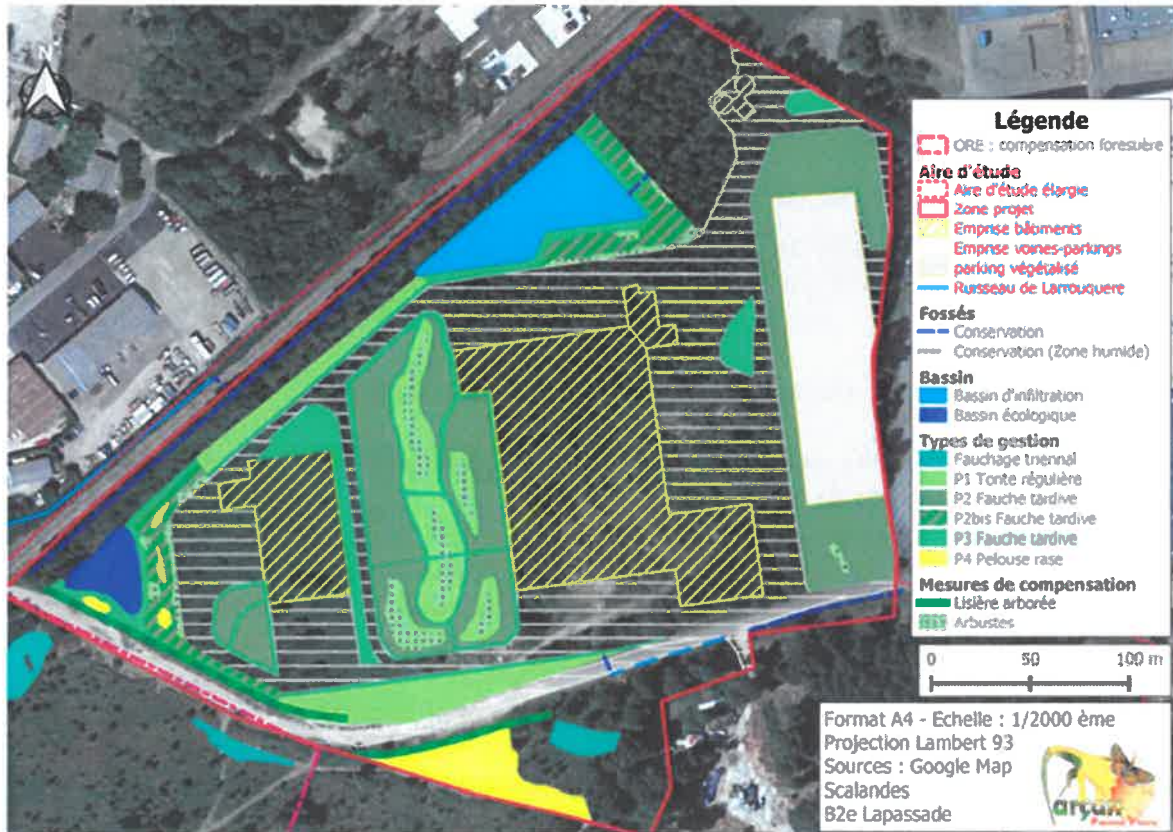 N
Légende
ORE : compensation forestière
Aire d'étude
Aire d'étude élargie
Zone projet
Emprise bâtiments
Emprise voiries-parkings
parking végétalisé
Ruisseau de Larrouquere
Fossés
Conservation
Conservation (Zone humide)
Bassin
Bassin d'infiltration
Bassin écologique
Types de gestion
Fauchage triennal
P1 Tonte régulière
P2 Fauche tardive
P2bis Fauche tardive
P3 Fauche tardive
P4 Pelouse rase
Mesures de compensation
Lisière arborée
Arbustes
0 50 100 m
Format A4 - Echelle : 1/2000 ème
Projection Lambert 93
Sources : Google Map
Scalandes
B2e Lapassade